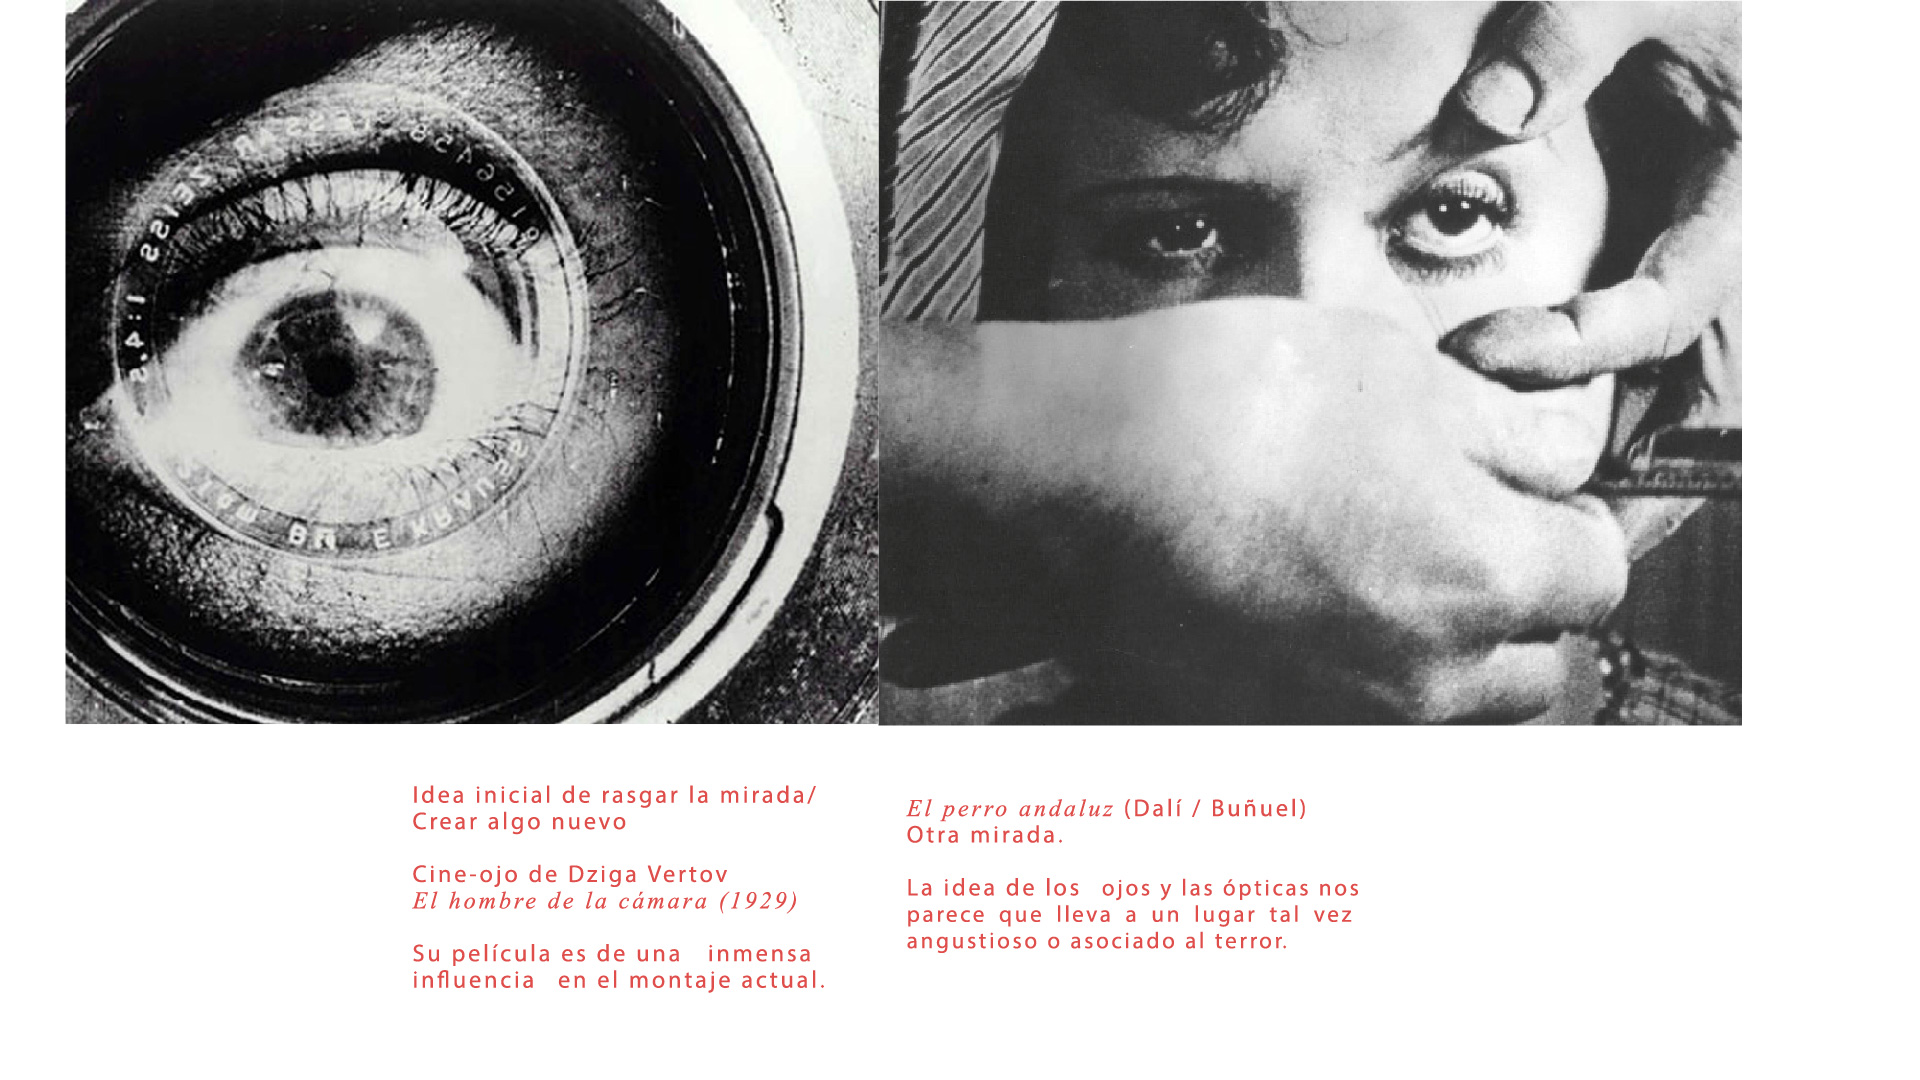 Idea inicial de rasgar la mirada/
Crear algo nuevo
Cine-ojo de Dziga Vertov
El hombre de la cámara (1929)
Su película es de una inmensa
influencia en el montaje actual.
El perro andaluz (Dalí / Buñuel)
Otra mirada.
La idea de los ojos y las ópticas nos
parece que lleva a un lugar tal vez
angustioso o asociado al terror.